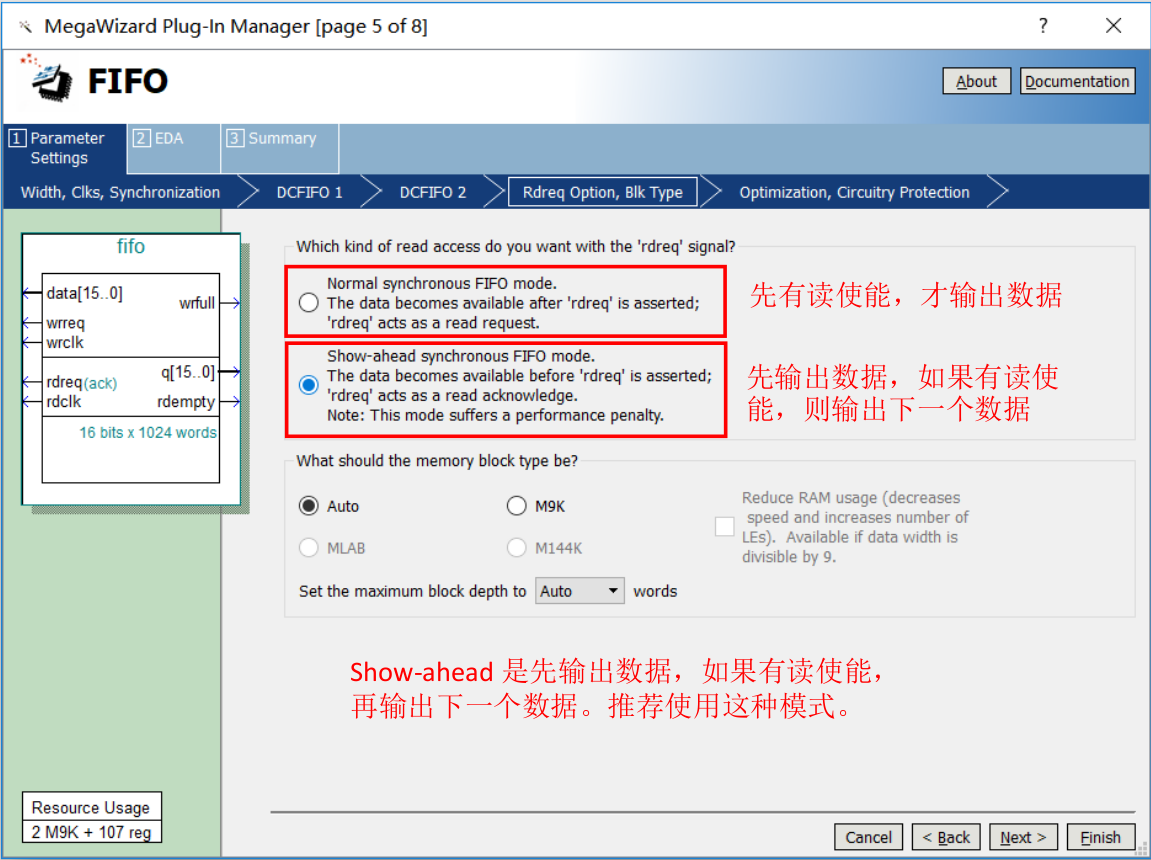 MegaWizard Plug-In Manager [page 5 of 8]
?
FIFO
About
Documentation
1 Parameter
Settings
2 EDA
3 Summary
Width, Clks, Synchronization
DCFIFO 1
DCFIFO 2
Rdreq Option, Blk Type
Optimization, Circuitry Protection
fifo
data[15..0]
wrfull
wrreq
wrclk
q[15..0]
rdreq(ack)
rdclk
rdempty
16 bits x 1024 words
Which kind of read access do you want with the 'rdreq' signal?
Normal synchronous FIFO mode.
The data becomes available after 'rdreq' is asserted;
'rdreq' acts as a read request.
先有读使能，才输出数据
Show-ahead synchronous FIFO mode.
The data becomes available before 'rdreq' is asserted;
'rdreq' acts as a read acknowledge.
Note: This mode suffers a performance penalty.
先输出数据，如果有读使
能，则输出下一个数据
What should the memory block type be?
Auto
M9K
MLAB
M144K
Reduce RAM usage (decreases
speed and increases number of
LEs). Available if data width is
divisible by 9.
Set the maximum block depth to
Auto
words
Show-ahead 是先输出数据，如果有读使能，
再输出下一个数据。推荐使用这种模式。
Resource Usage
2 M9K + 107 reg
Cancel
< Back
Next >
Finish